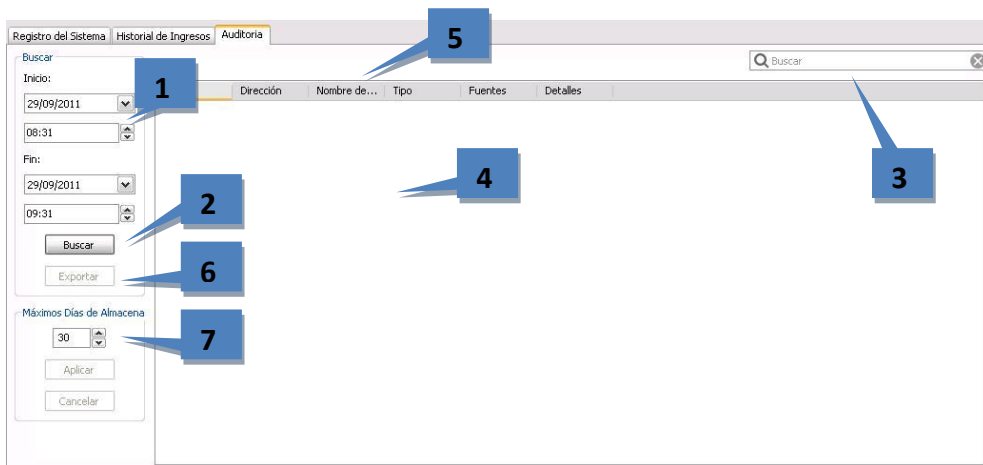 Registro del Sistema Historial de Ingresos Auditoria
5
Buscar
Buscar
Inicio:
1
Dirección Nombre de... Tipo Fuentes Detalles
29/09/2011
08:31
Fin:
3
4
29/09/2011
2
09:31
Buscar
6
Exportar
Máximos Días de Almacena
30
7
Aplicar
Cancelar